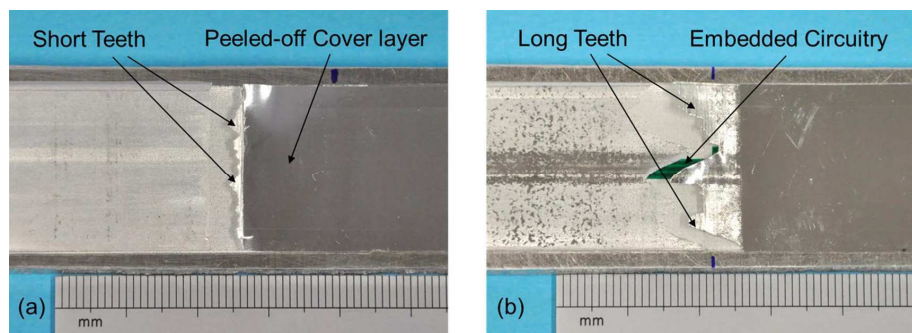 Short Teeth
Peeled-off Cover layer
(a)
mm
Long Teeth
Embedded Circuitry
(b)
mm